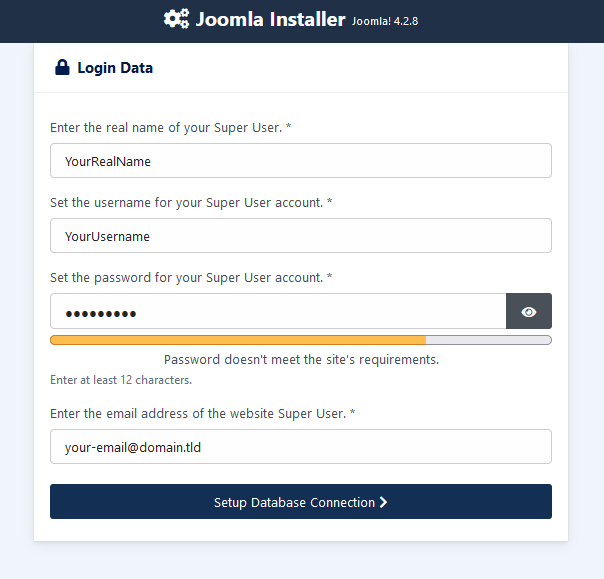 Joomla Installer Joomla! 4.2.8
Login Data
Enter the real name of your Super User. *
YourRealName
Set the username for your Super User account. *
YourUsername
Set the password for your Super User account. *
●●●●●●●●●
Password doesn't meet the site's requirements.
Enter at least 12 characters.
Enter the email address of the website Super User. *
your-email@domain.tld
Setup Database Connection